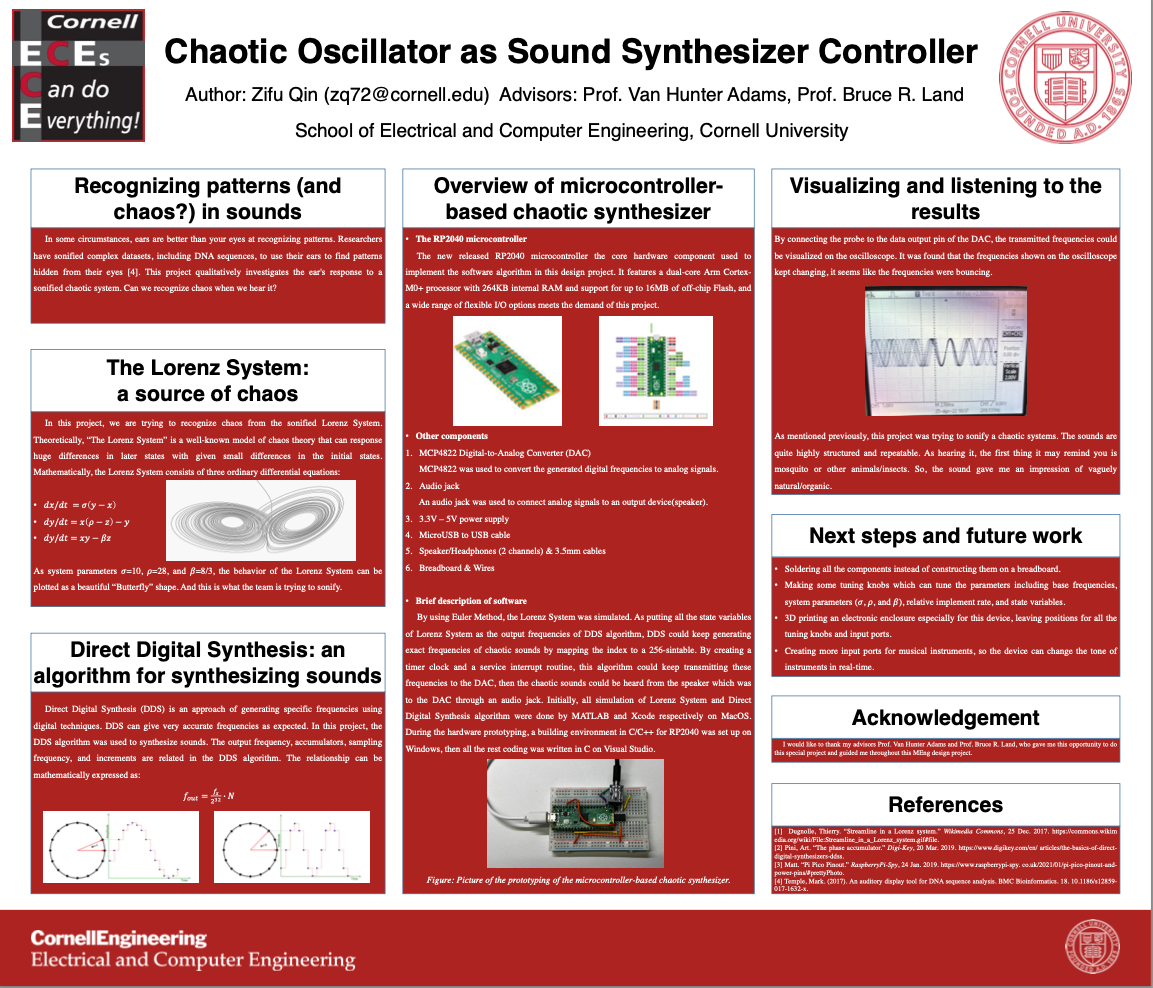 Cornell
ECEs
C an do
E verything!
Chaotic Oscillator as Sound Synthesizer Controller
Author: Zifu Qin (zq72@cornell.edu) Advisors: Prof. Van Hunter Adams, Prof. Bruce R. Land
School of Electrical and Computer Engineering, Cornell University
CORNELL UNIVERSITY
FOUNDED A.D. 1865
Recognizing patterns (and
chaos?) in sounds
In some circumstances, ears are better than your eyes at recognizing patterns. Researchers
have sonified complex datasets, including DNA sequences, to use their ears to find patterns
hidden from their eyes [4]. This project qualitatively investigates the ear's response to a
sonified chaotic system. Can we recognize chaos when we hear it?
The Lorenz System:
a source of chaos
In this project, we are trying to recognize chaos from the sonified Lorenz System.
Theoretically, “The Lorenz System” is a well-known model of chaos theory that can response
huge differences in later states with given small differences in the initial states.
Mathematically, the Lorenz System consists of three ordinary differential equations:
• dx/dt = σ(y − x)
• dy/dt = x(ρ − z) − y
• dy/dt = xy − βz
As system parameters σ=10, ρ=28, and β=8/3, the behavior of the Lorenz System can be
plotted as a beautiful “Butterfly” shape. And this is what the team is trying to sonify.
Direct Digital Synthesis: an
algorithm for synthesizing sounds
Direct Digital Synthesis (DDS) is an approach of generating specific frequencies using
digital techniques. DDS can give very accurate frequencies as expected. In this project, the
DDS algorithm was used to synthesize sounds. The output frequency, accumulators, sampling
frequency, and increments are related in the DDS algorithm. The relationship can be
mathematically expressed as:
f_out = f_s/2^32 · N
Overview of microcontroller-
based chaotic synthesizer
• The RP2040 microcontroller
The new released RP2040 microcontroller the core hardware component used to
implement the software algorithm in this design project. It features a dual-core Arm Cortex-
M0+ processor with 264KB internal RAM and support for up to 16MB of off-chip Flash, and
a wide range of flexible I/O options meets the demand of this project.
• Other components
1. MCP4822 Digital-to-Analog Converter (DAC)
MCP4822 was used to convert the generated digital frequencies to analog signals.
2. Audio jack
An audio jack was used to connect analog signals to an output device(speaker).
3. 3.3V – 5V power supply
4. MicroUSB to USB cable
5. Speaker/Headphones (2 channels) & 3.5mm cables
6. Breadboard & Wires
• Brief description of software
By using Euler Method, the Lorenz System was simulated. As putting all the state variables
of Lorenz System as the output frequencies of DDS algorithm, DDS could keep generating
exact frequencies of chaotic sounds by mapping the index to a 256-sintable. By creating a
timer clock and a service interrupt routine, this algorithm could keep transmitting these
frequencies to the DAC, then the chaotic sounds could be heard from the speaker which was
to the DAC through an audio jack. Initially, all simulation of Lorenz System and Direct
Digital Synthesis algorithm were done by MATLAB and Xcode respectively on MacOS.
During the hardware prototyping, a building environment in C/C++ for RP2040 was set up on
Windows, then all the rest coding was written in C on Visual Studio.
Figure: Picture of the prototyping of the microcontroller-based chaotic synthesizer.
Visualizing and listening to the
results
By connecting the probe to the data output pin of the DAC, the transmitted frequencies could
be visualized on the oscilloscope. It was found that the frequencies shown on the oscilloscope
kept changing, it seems like the frequencies were bouncing.
As mentioned previously, this project was trying to sonify a chaotic systems. The sounds are
quite highly structured and repeatable. As hearing it, the first thing it may remind you is
mosquito or other animals/insects. So, the sound gave me an impression of vaguely
natural/organic.
Next steps and future work
• Soldering all the components instead of constructing them on a breadboard.
• Making some tuning knobs which can tune the parameters including base frequencies,
system parameters (σ, ρ, and β), relative implement rate, and state variables.
• 3D printing an electronic enclosure especially for this device, leaving positions for all the
tuning knobs and input ports.
• Creating more input ports for musical instruments, so the device can change the tone of
instruments in real-time.
Acknowledgement
I would like to thank my advisors Prof. Van Hunter Adams and Prof. Bruce R. Land, who gave me this opportunity to do
this special project and guided me throughout this MEng design project.
References
[1] Dugnolle, Thierry. “Streamline in a Lorenz system.” Wikimedia Commons, 25 Dec. 2017. https://commons.wikim
edia.org/wiki/File:Streamline_in_a_Lorenz_system.gif#file.
[2] Pini, Art. “The phase accumulator.” Digi-Key, 20 Mar. 2019. https://www.digikey.com/en/ articles/the-basics-of-direct-
digital-synthesizers-ddss.
[3] Matt. “Pi Pico Pinout.” RaspberryPi-Spy, 24 Jan. 2019. https://www.raspberrypi-spy. co.uk/2021/01/pi-pico-pinout-and-
power-pins/#prettyPhoto.
[4] Temple, Mark. (2017). An auditory display tool for DNA sequence analysis. BMC Bioinformatics. 18. 10.1186/s12859-
017-1632-x.
CornellEngineering
Electrical and Computer Engineering